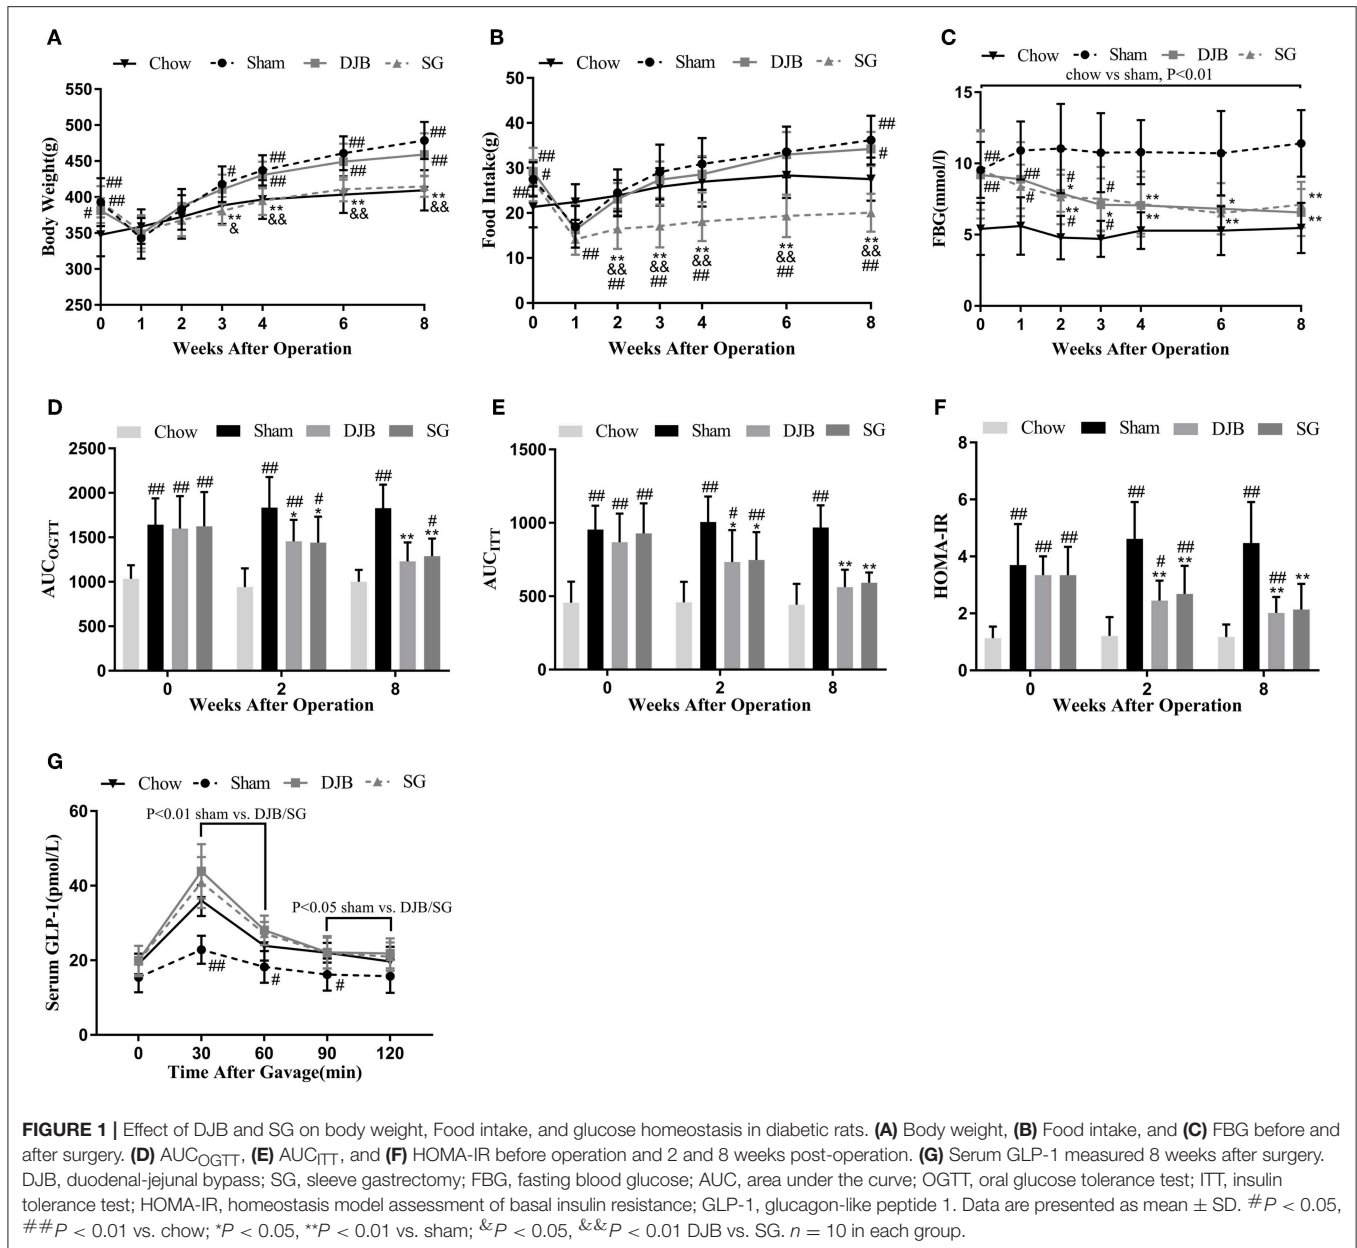 A
Chow Sham DJB SG
Body Weight(g)
550
500
450
400
350
300
250
## ## # # ## ## ## ## ## ##
** & ** && ** && ** &&
0 1 2 3 4 6 8
Weeks After Operation
B
Chow Sham DJB SG
Food Intake(g)
50
40
30
20
10
0
## # ## ## ## #
** ** ** ** **
&& && && && &&
## ## ## ## ##
0 1 2 3 4 6 8
Weeks After Operation
C
Chow Sham DJB SG
chow vs sham, P<0.01
FBG(mmol/l)
15
10
5
0
## ## ## # # * ** # # * # ** ** * ** ** **
0 1 2 3 4 6 8
Weeks After Operation
D
Chow Sham DJB SG
AUCOGTT
2500
2000
1500
1000
500
0
## ## ## ## ## * # * ## ** # **
0 2 8
Weeks After Operation
E
Chow Sham DJB SG
AUCITT
1500
1000
500
0
## ## ## ## # * ## * ## ** **
0 2 8
Weeks After Operation
F
Chow Sham DJB SG
HOMA-IR
8
6
4
2
0
## ## ## ## # ** ## ** ## ## ** **
0 2 8
Weeks After Operation
G
Chow Sham DJB SG
Serum GLP-1(pmol/L)
60
40
20
0
P<0.01 sham vs. DJB/SG
P<0.05 sham vs. DJB/SG
## # #
0 30 60 90 120
Time After Gavage(min)
FIGURE 1 | Effect of DJB and SG on body weight, Food intake, and glucose homeostasis in diabetic rats. (A) Body weight, (B) Food intake, and (C) FBG before and
after surgery. (D) AUCOGTT, (E) AUCITT, and (F) HOMA-IR before operation and 2 and 8 weeks post-operation. (G) Serum GLP-1 measured 8 weeks after surgery.
DJB, duodenal-jejunal bypass; SG, sleeve gastrectomy; FBG, fasting blood glucose; AUC, area under the curve; OGTT, oral glucose tolerance test; ITT, insulin
tolerance test; HOMA-IR, homeostasis model assessment of basal insulin resistance; GLP-1, glucagon-like peptide 1. Data are presented as mean ± SD. #P < 0.05,
##P < 0.01 vs. chow; *P < 0.05, **P < 0.01 vs. sham; &P < 0.05, &&P < 0.01 DJB vs. SG. n = 10 in each group.